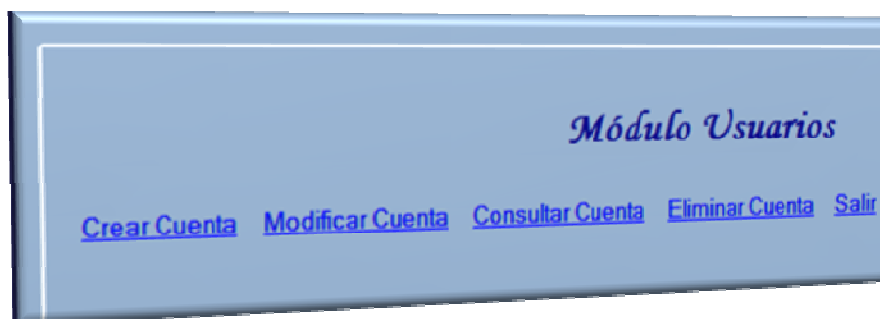 Módulo Usuarios
Crear Cuenta Modificar Cuenta Consultar Cuenta Eliminar Cuenta Salir